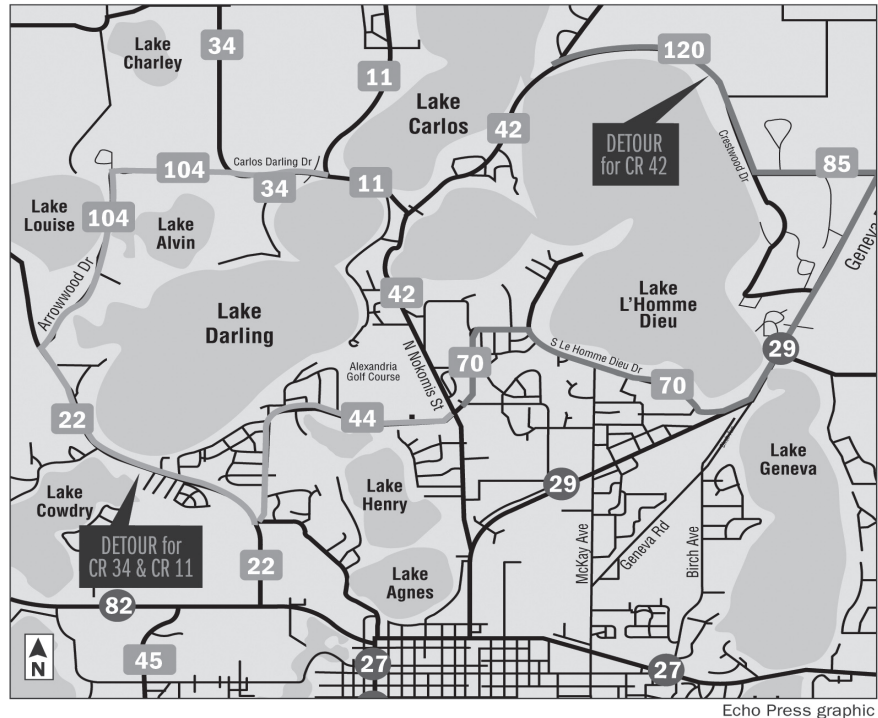 34
120
Lake
Charley
11
Lake
Carlos
42
DETOUR
for CR 42
Crestwood Dr
85
104
Carlos Darling Dr
34
11
Lake
Louise
104
Lake
Alvin
Arrowwood Dr
Lake
Darling
42
Lake
L'Homme
Dieu
Geneva
29
N Nokomis St
70
S Le Homme Dieu Dr
70
Alexandria
Golf Course
22
44
Lake
Geneva
Lake
Cowdry
Lake
Henry
29
DETOUR for
CR 34 & CR 11
22
Lake
Agnes
McKay Ave
Geneva Rd
Birch Ave
82
N
45
27
27
Echo Press graphic